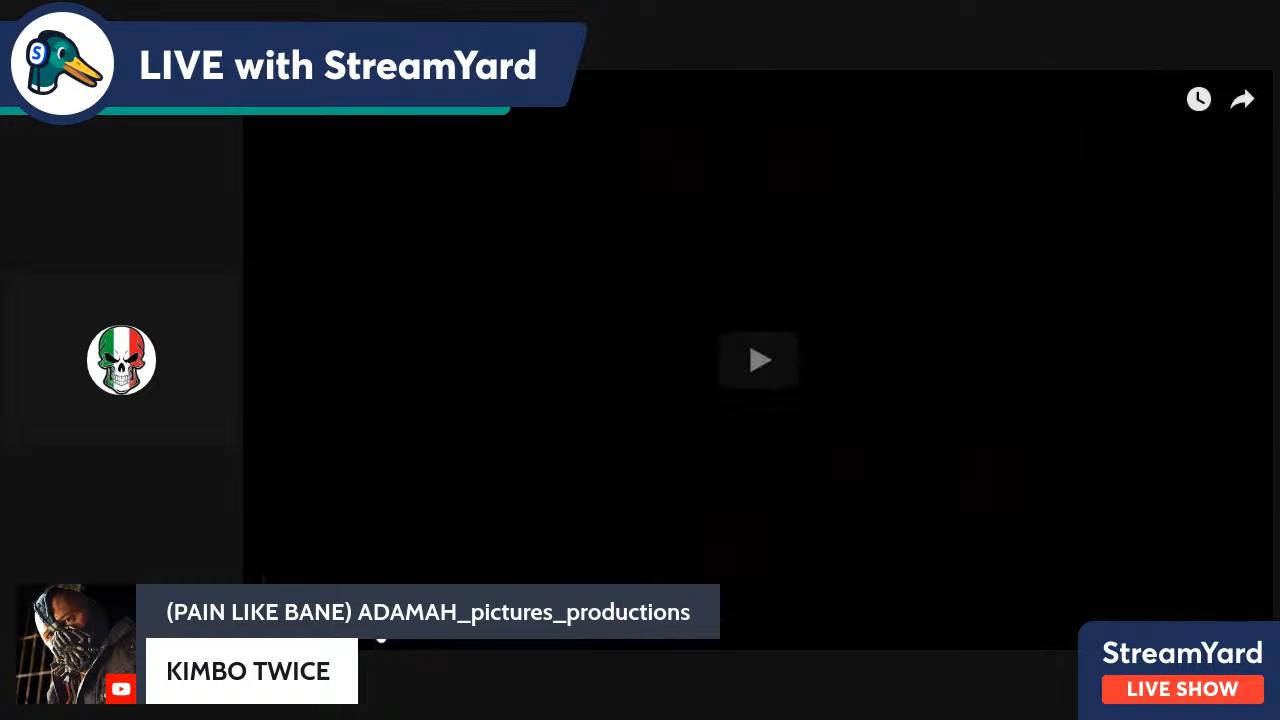 S
LIVE with StreamYard
(PAIN LIKE BANE) ADAMAH_pictures_productions
KIMBO TWICE
StreamYard
LIVE SHOW